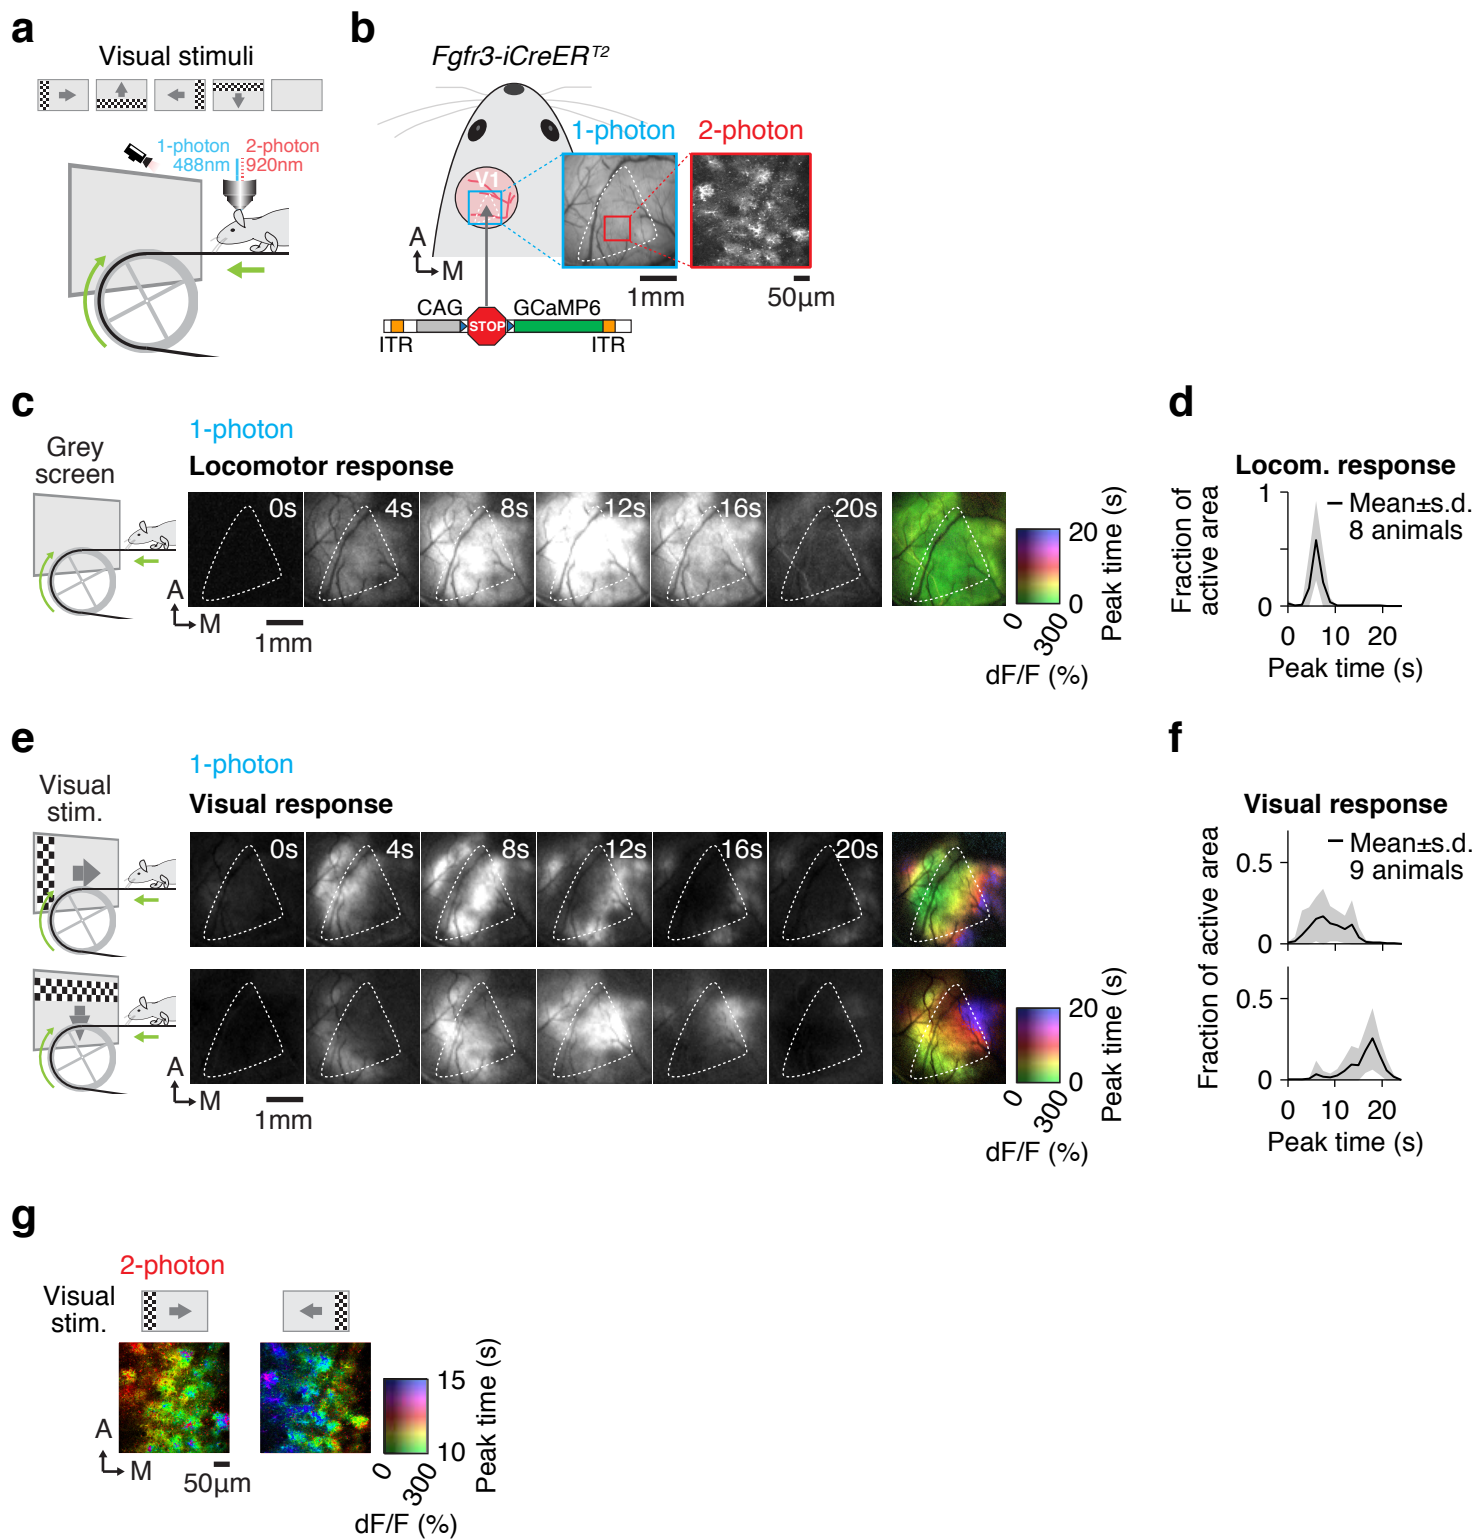 a
Visual stimuli
1-photon
488nm
2-photon
920nm
b
Fgfr3-iCreERT2
1-photon
2-photon
V1
A
M
1mm
50µm
CAG
STOP
GCaMP6
ITR
ITR
c
1-photon
Grey
screen
Locomotor response
0s
4s
8s
12s
16s
20s
A
M
1mm
20
0
Peak time (s)
0
300
dF/F (%)
d
Locom. response
Mean±s.d.
8 animals
1
0
Fraction of
active area
0
10
20
Peak time (s)
e
1-photon
Visual
stim.
Visual response
0s
4s
8s
12s
16s
20s
A
M
1mm
20
0
Peak time (s)
0
300
dF/F (%)
f
Visual response
Mean±s.d.
9 animals
0.5
0
0.5
0
Fraction of active area
0
10
20
Peak time (s)
g
2-photon
Visual
stim.
A
M
50µm
15
10
Peak time (s)
0
300
dF/F (%)